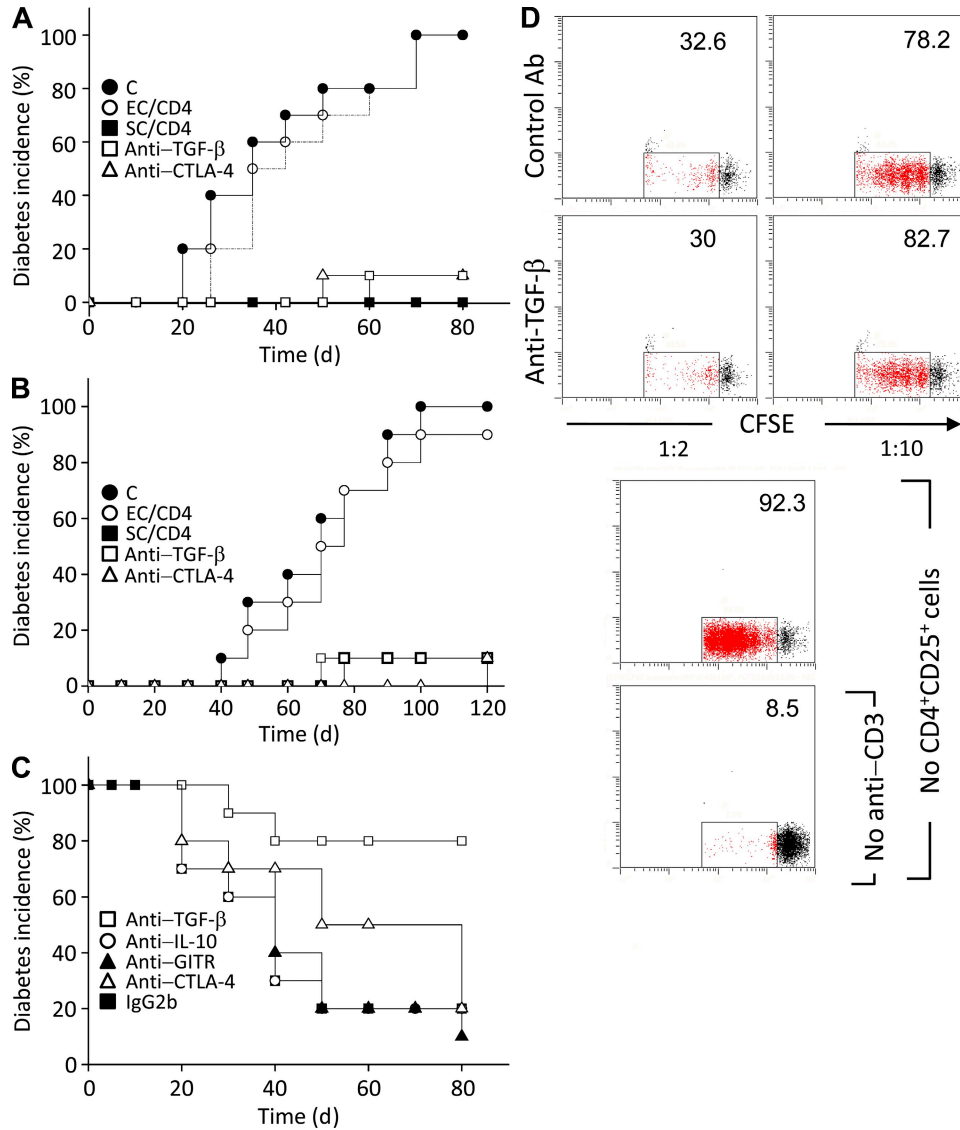 A
Diabetes incidence (%)
100
80
60
40
20
0
C
EC/CD4
SC/CD4
Anti–TGF-β
Anti–CTLA-4
0 20 40 60 80
Time (d)
B
Diabetes incidence (%)
100
80
60
40
20
0
C
EC/CD4
SC/CD4
Anti–TGF-β
Anti–CTLA-4
0 20 40 60 80 100 120
Time (d)
C
Diabetes incidence (%)
100
80
60
40
20
0
Anti–TGF-β
Anti–IL-10
Anti–GITR
Anti–CTLA-4
IgG2b
0 20 40 60 80
Time (d)
D
Control Ab
32.6
78.2
Anti-TGF-β
30
82.7
CFSE
1:2 1:10
92.3
8.5
No anti–CD3
No CD4⁺CD25⁺ cells